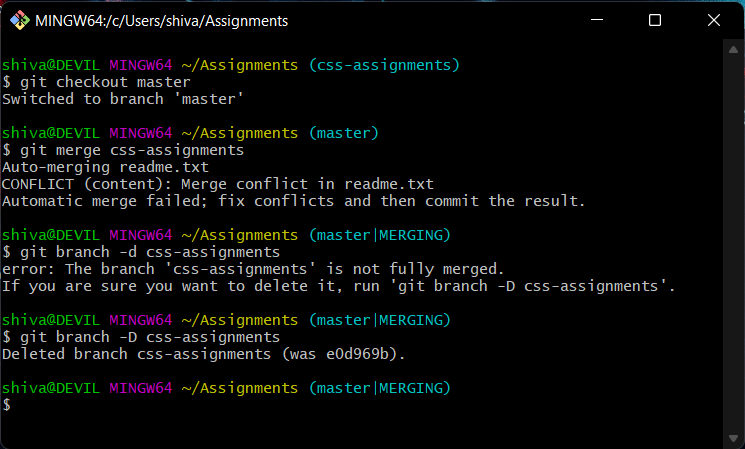 MINGW64:/c/Users/shiva/Assignments
shiva@DEVIL MINGW64 ~/Assignments (css-assignments)
$ git checkout master
Switched to branch 'master'
shiva@DEVIL MINGW64 ~/Assignments (master)
$ git merge css-assignments
Auto-merging readme.txt
CONFLICT (content): Merge conflict in readme.txt
Automatic merge failed; fix conflicts and then commit the result.
shiva@DEVIL MINGW64 ~/Assignments (master|MERGING)
$ git branch -d css-assignments
error: The branch 'css-assignments' is not fully merged.
If you are sure you want to delete it, run 'git branch -D css-assignments'.
shiva@DEVIL MINGW64 ~/Assignments (master|MERGING)
$ git branch -D css-assignments
Deleted branch css-assignments (was e0d969b).
shiva@DEVIL MINGW64 ~/Assignments (master|MERGING)
$